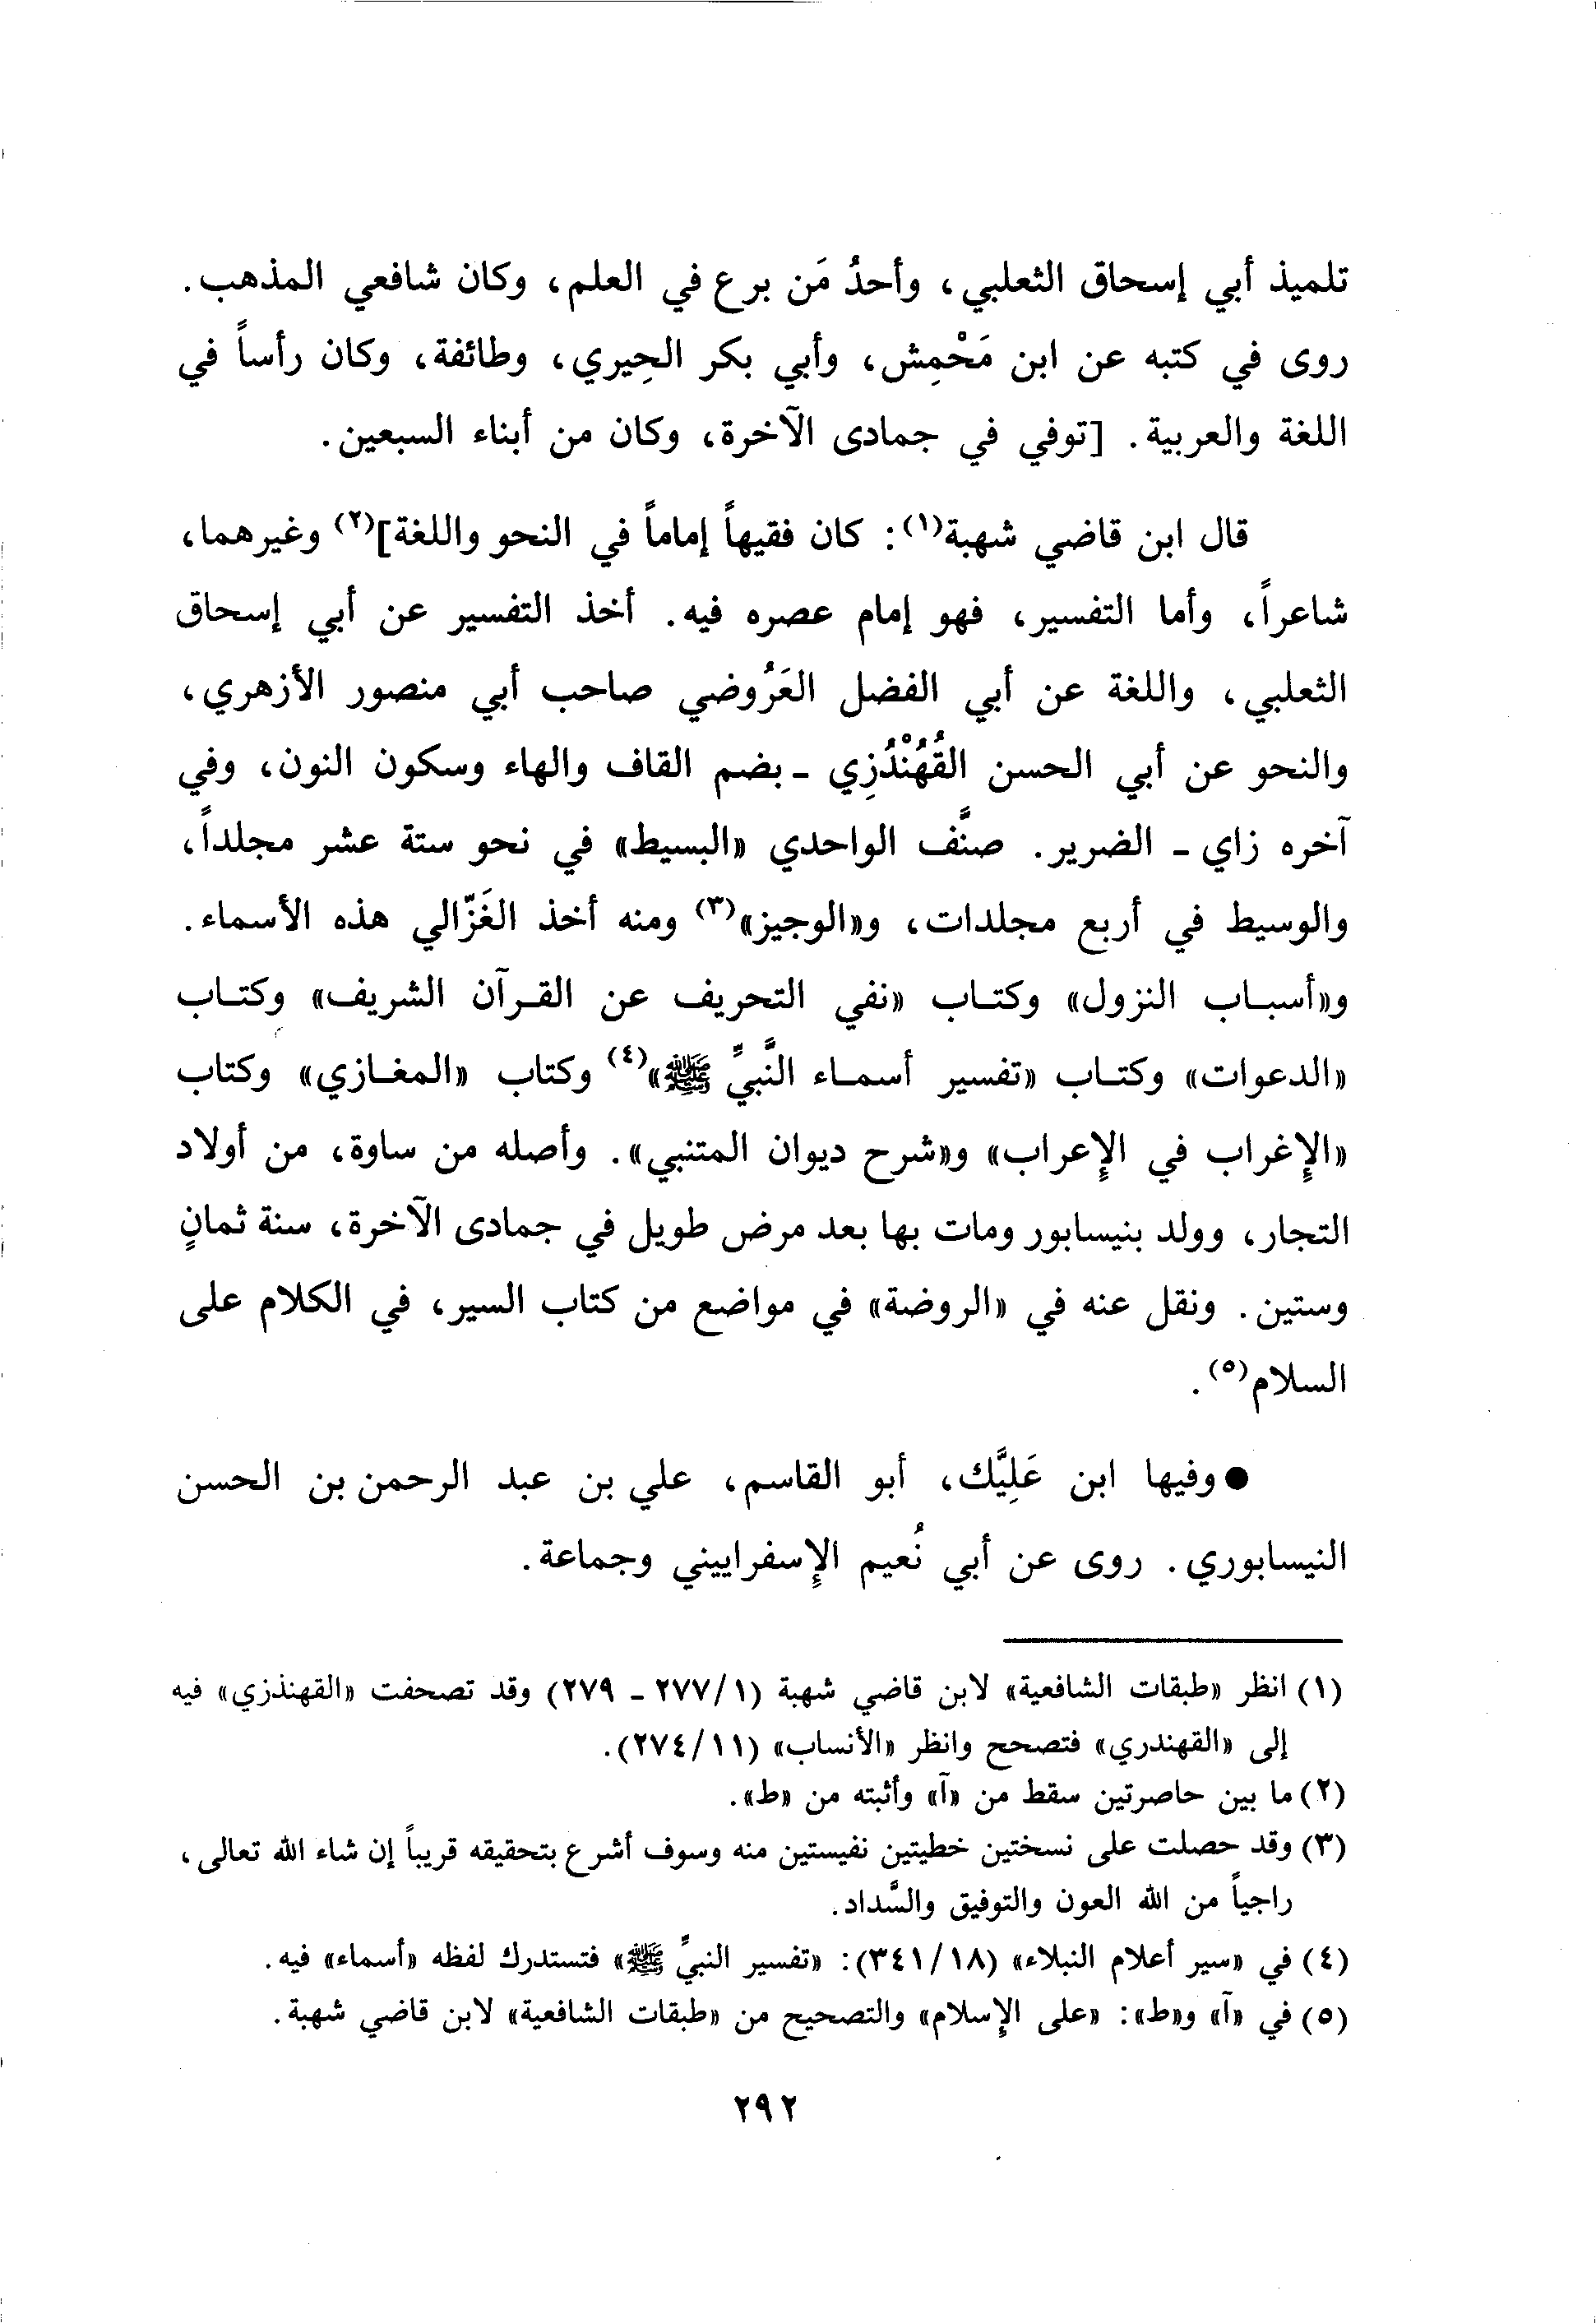 تلميذ أبي إسحاق الثعلبي، وأحدُ مَن برع في العلم، وكان شافعي المذهب.
روى في كتبه عن ابن مَحْمِش، وأبي بكر الحِيري، وطائفة، وكان رأساً في
اللغة والعربية. [توفي في جمادى الآخرة، وكان من أبناء السبعين.
قال ابن قاضي شهبة(١): كان فقيهاً إماماً في النحو واللغة](٢) وغيرهما،
شاعراً، وأما التفسير، فهو إمام عصره فيه. أخذ التفسير عن أبي إسحاق
الثعلبي، واللغة عن أبي الفضل العَرُوضي صاحب أبي منصور الأزهري،
والنحو عن أبي الحسن القُهُنْدُزِي - بضم القاف والهاء وسكون النون، وفي
آخره زاي - الضرير. صنَّف الواحدي «البسيط» في نحو ستة عشر مجلداً،
والوسيط في أربع مجلدات، و«الوجيز»(٣) ومنه أخذ الغَزّالي هذه الأسماء.
و«أسباب النزول» وكتاب «نفي التحريف عن القرآن الشريف» وكتاب
«الدعوات» وكتاب «تفسير أسماء النَّبيِّ ﷺ»(٤) وكتاب «المغازي» وكتاب
«الإغراب في الإعراب» و«شرح ديوان المتنبي». وأصله من ساوة، من أولاد
التجار، وولد بنيسابور ومات بها بعد مرض طويل في جمادى الآخرة، سنة ثمانٍ
وستين. ونقل عنه في «الروضة» في مواضع من كتاب السير، في الكلام على
السلام(٥).
● وفيها ابن عَلِيَّك، أبو القاسم، علي بن عبد الرحمن بن الحسن
النيسابوري. روى عن أبي نُعيم الإسفراييني وجماعة.
(١) انظر «طبقات الشافعية» لابن قاضي شهبة (١/ ٢٧٧ - ٢٧٩) وقد تصحفت «القهنذزي» فيه
إلى «القهندري» فتصحح وانظر «الأنساب» (١١/ ٢٧٤).
(٢) ما بين حاصرتين سقط من «آ» وأثبته من «ط».
(٣) وقد حصلت على نسختين خطيتين نفيستين منه وسوف أشرع بتحقيقه قريباً إن شاء الله تعالى،
راجياً من الله العون والتوفيق والسَّداد.
(٤) في «سير أعلام النبلاء» (١٨/ ٣٤١): «تفسير النبيِّ ﷺ» فتستدرك لفظه «أسماء» فيه.
(٥) في «آ» و«ط»: «على الإسلام» والتصحيح من «طبقات الشافعية» لابن قاضي شهبة.
٢٩٢